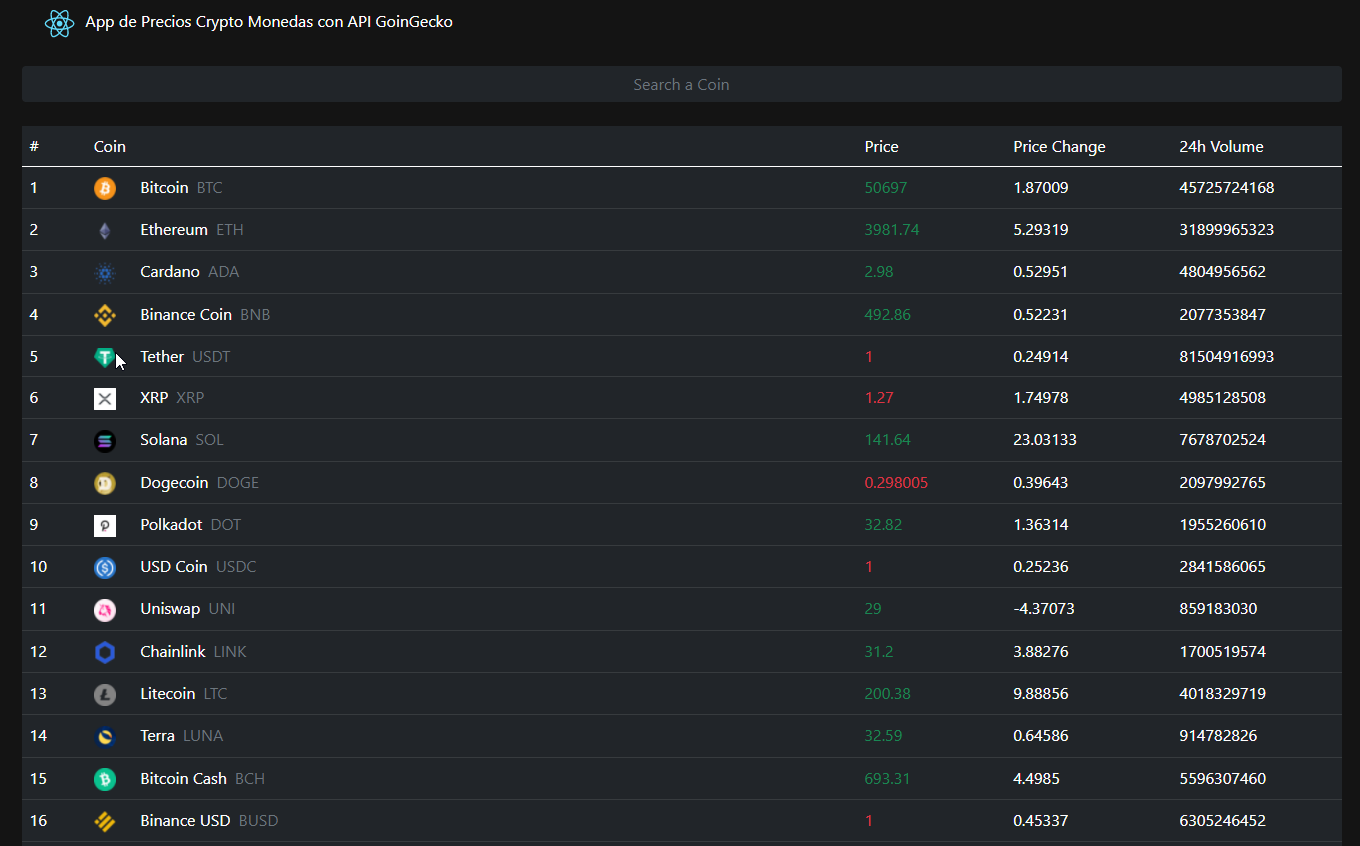 App de Precios Crypto Monedas con API GoinGecko
Search a Coin
# Coin Price Price Change 24h Volume
1 Bitcoin BTC 50697 1.87009 45725724168
2 Ethereum ETH 3981.74 5.29319 31899965323
3 Cardano ADA 2.98 0.52951 4804956562
4 Binance Coin BNB 492.86 0.52231 2077353847
5 Tether USDT 1 0.24914 81504916993
6 XRP XRP 1.27 1.74978 4985128508
7 Solana SOL 141.64 23.03133 7678702524
8 Dogecoin DOGE 0.298005 0.39643 2097992765
9 Polkadot DOT 32.82 1.36314 1955260610
10 USD Coin USDC 1 0.25236 2841586065
11 Uniswap UNI 29 -4.37073 859183030
12 Chainlink LINK 31.2 3.88276 1700519574
13 Litecoin LTC 200.38 9.88856 4018329719
14 Terra LUNA 32.59 0.64586 914782826
15 Bitcoin Cash BCH 693.31 4.4985 5596307460
16 Binance USD BUSD 1 0.45337 6305246452